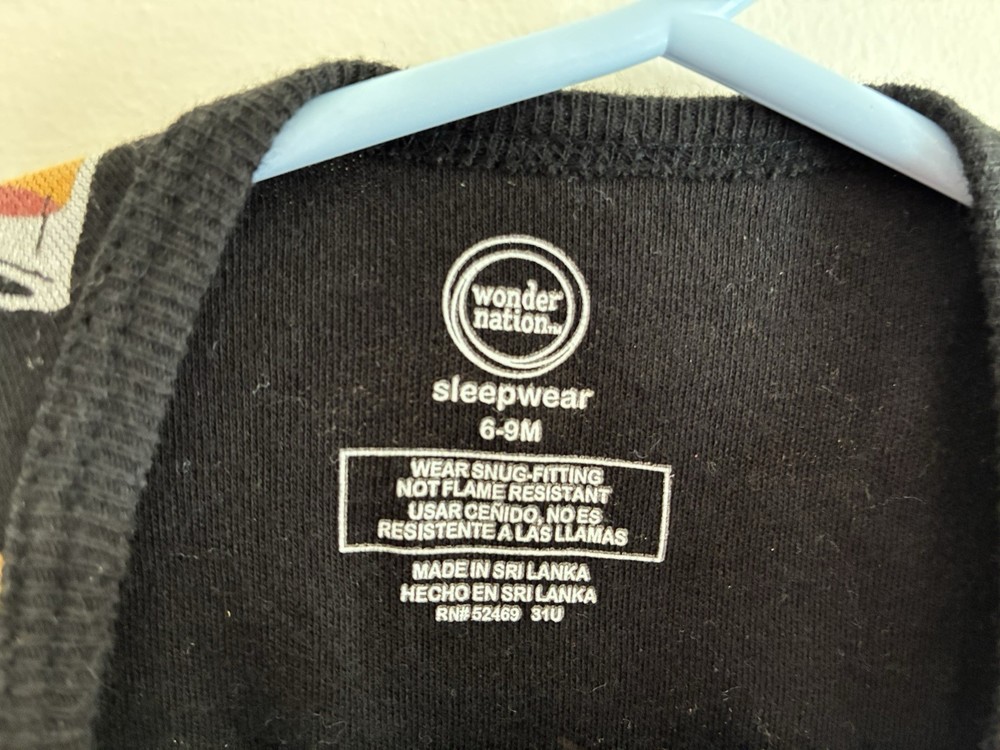 wonder
nation™
sleepwear
6-9M
WEAR SNUG-FITTING
NOT FLAME RESISTANT
USAR CEÑIDO, NO ES
RESISTENTE A LAS LLAMAS
MADE IN SRI LANKA
HECHO EN SRI LANKA
RN# 52469 31U